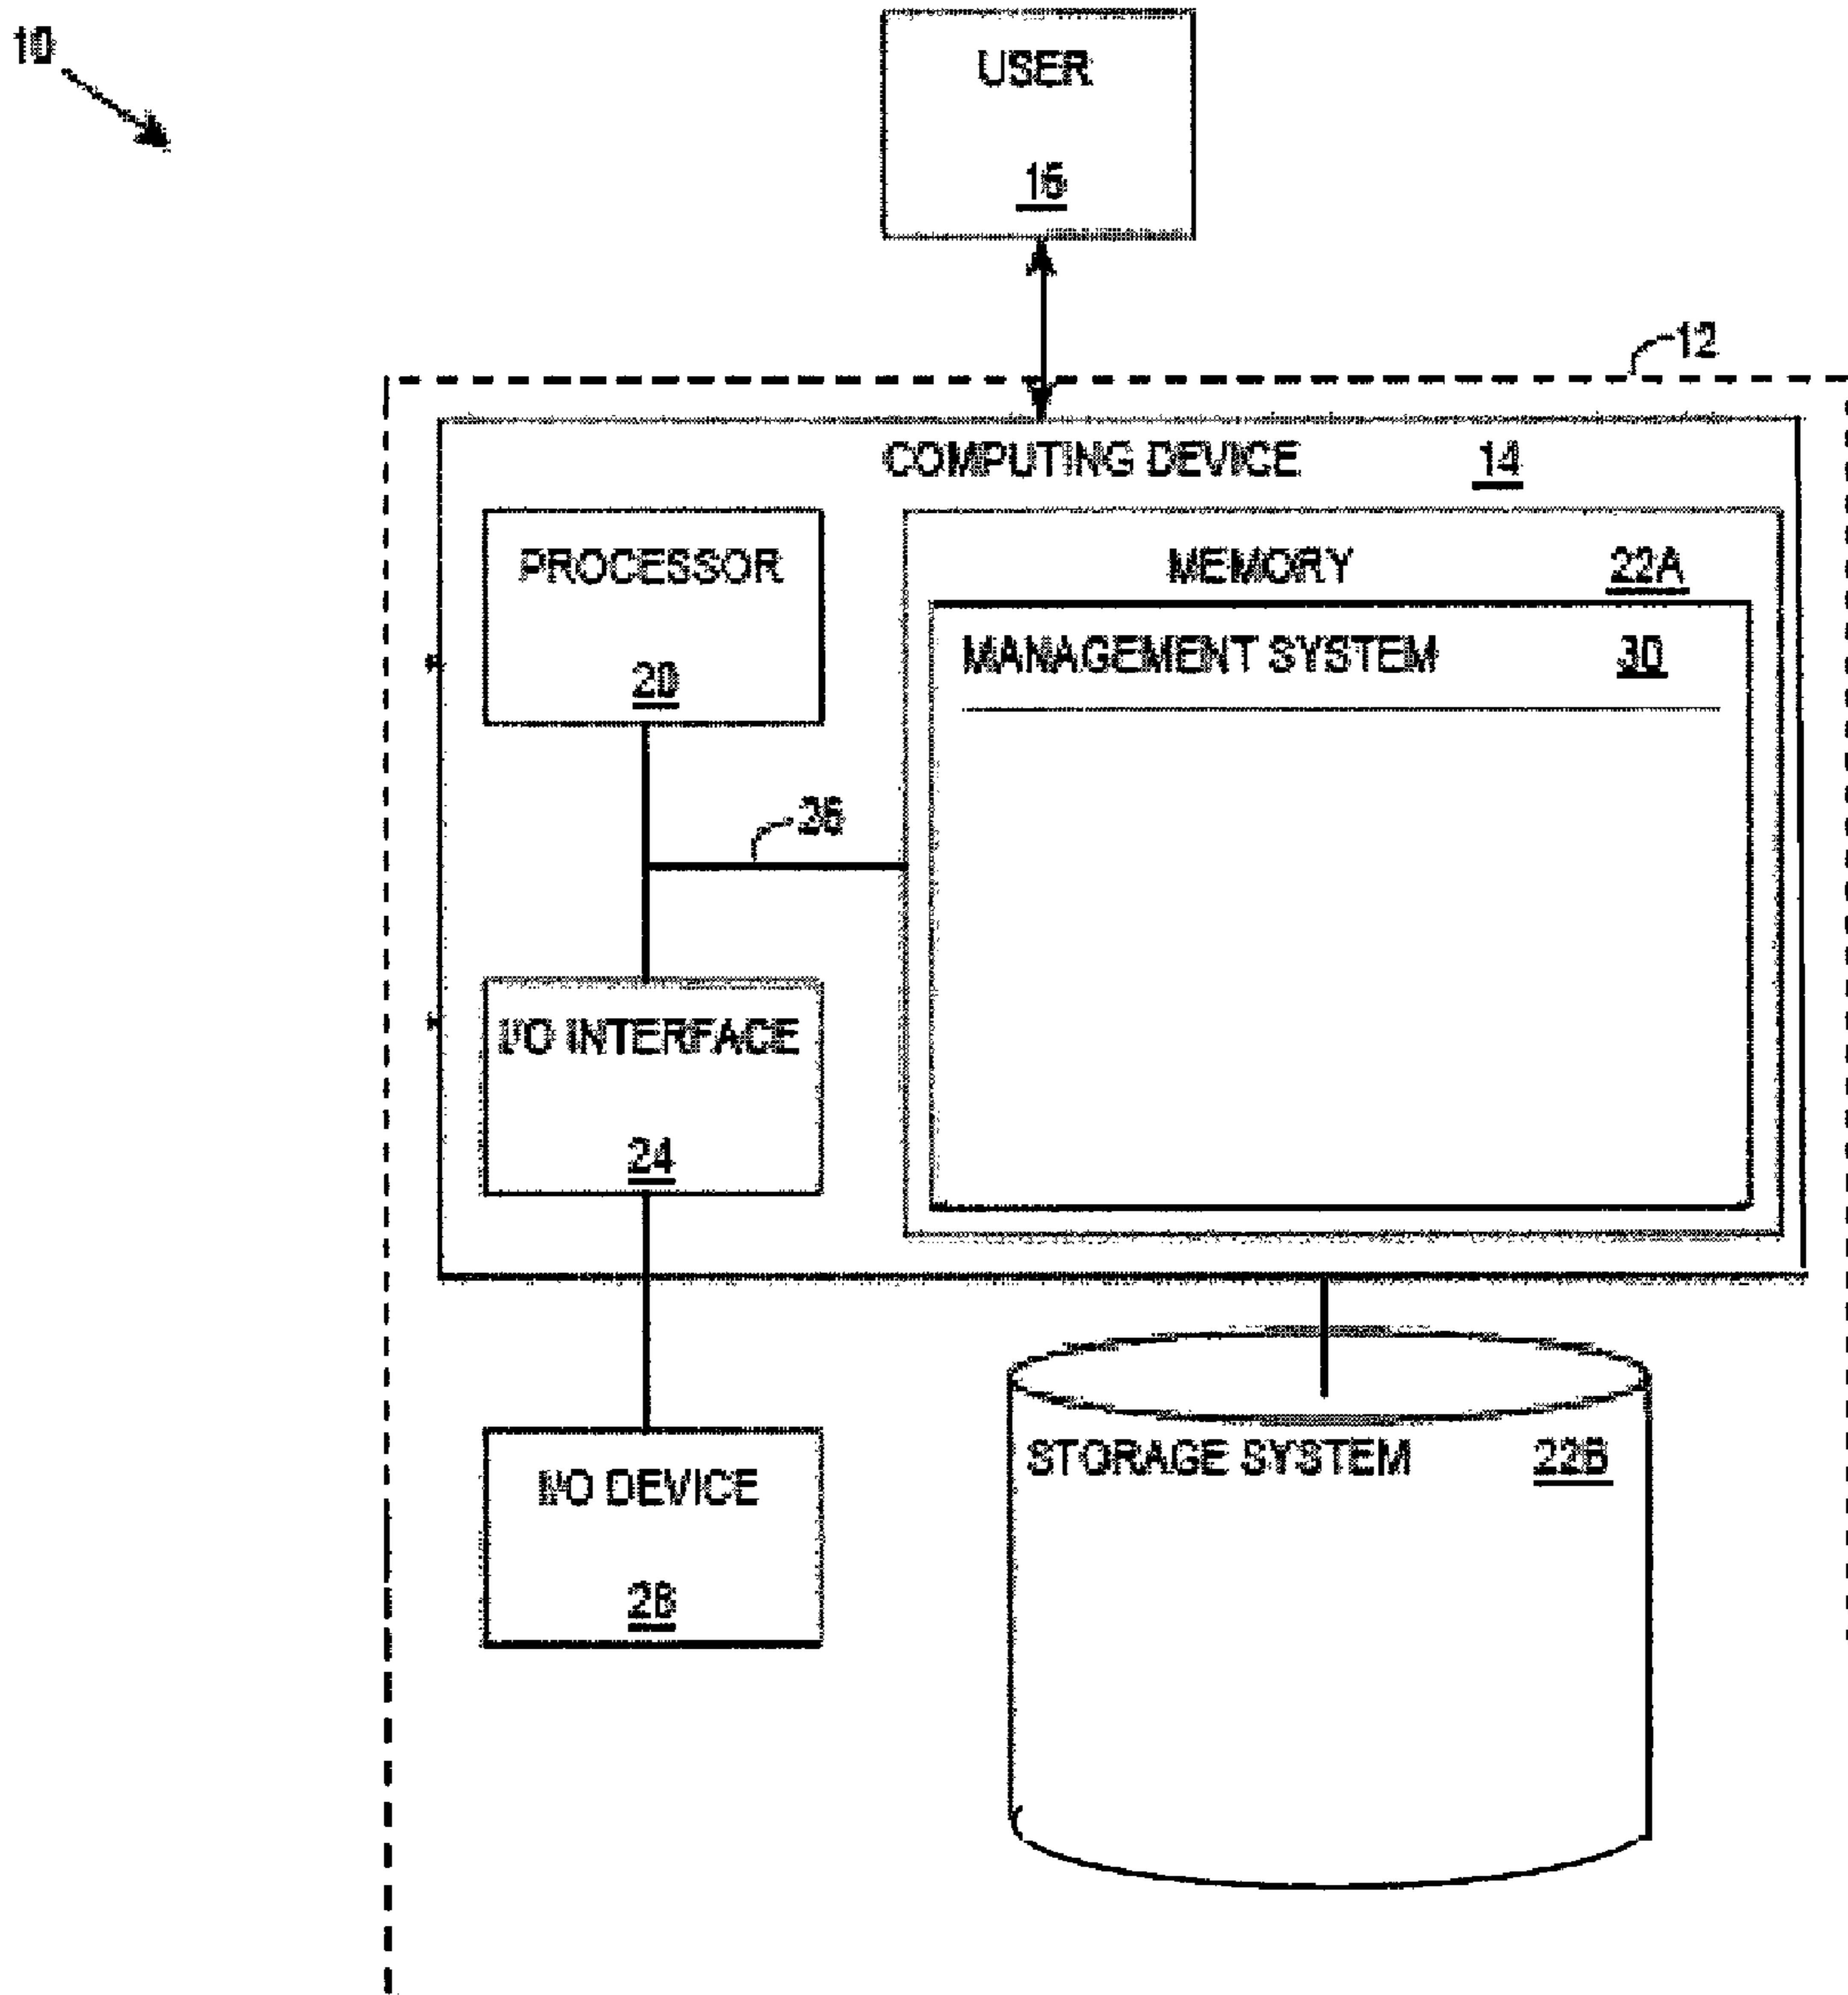 10
USER
16
12
COMPUTING DEVICE 14
PROCESSOR
20
MEMORY 22A
MANAGEMENT SYSTEM 30
26
I/O INTERFACE
24
I/O DEVICE
28
STORAGE SYSTEM 22B